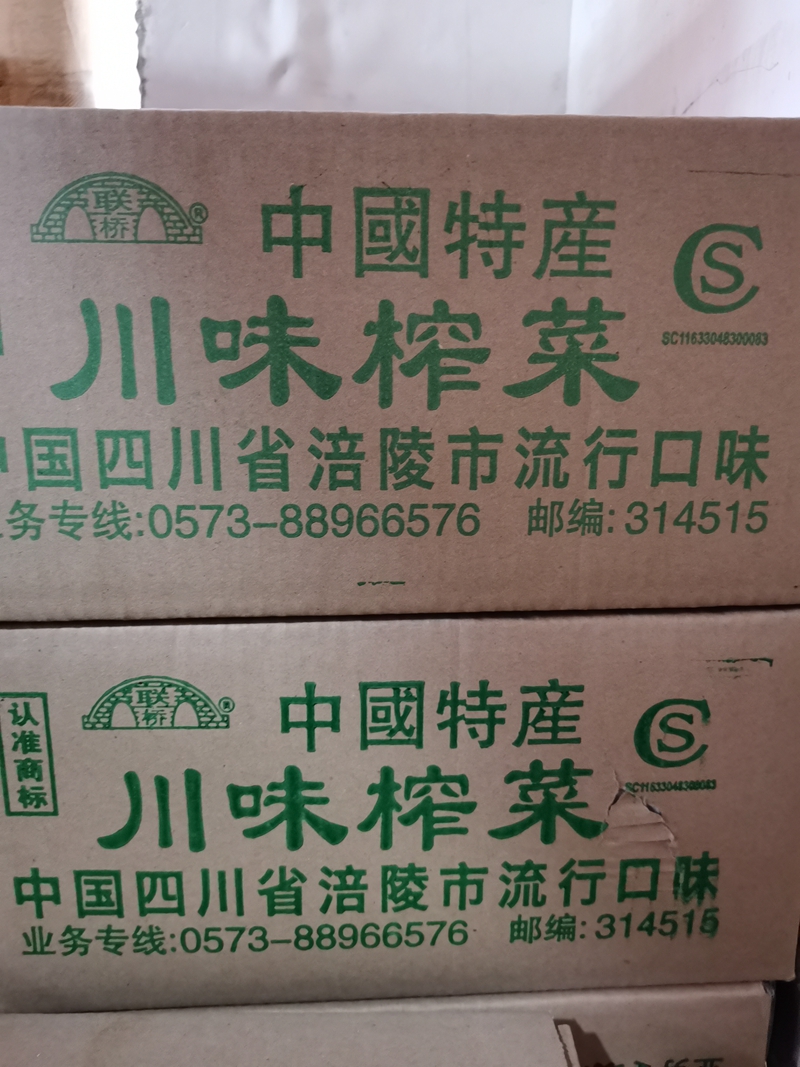 联桥®
中國特産
CS
SC11633048300083
川味榨菜
国四川省涪陵市流行口味
务专线:0573-88966576 邮编:314515
认准商标
联桥®
中國特産
CS
SC11633048300083
川味榨菜
中国四川省涪陵市流行口味
业务专线:0573-88966576 邮编:314515